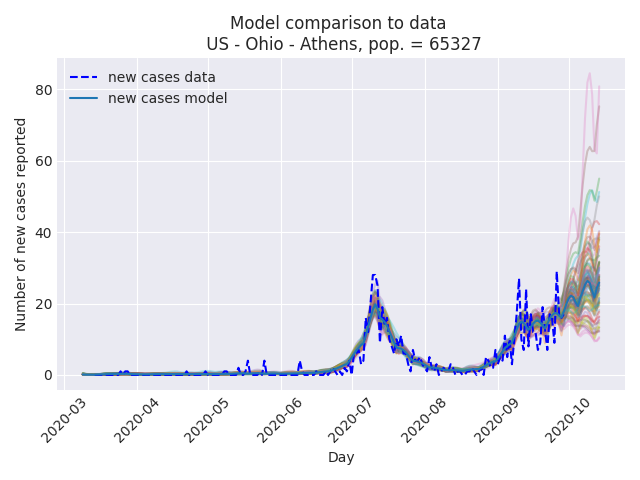 Model comparison to data
US - Ohio - Athens, pop. = 65327
new cases data
new cases model
Number of new cases reported
80
60
40
20
0
2020-03
2020-04
2020-05
2020-06
2020-07
2020-08
2020-09
2020-10
Day